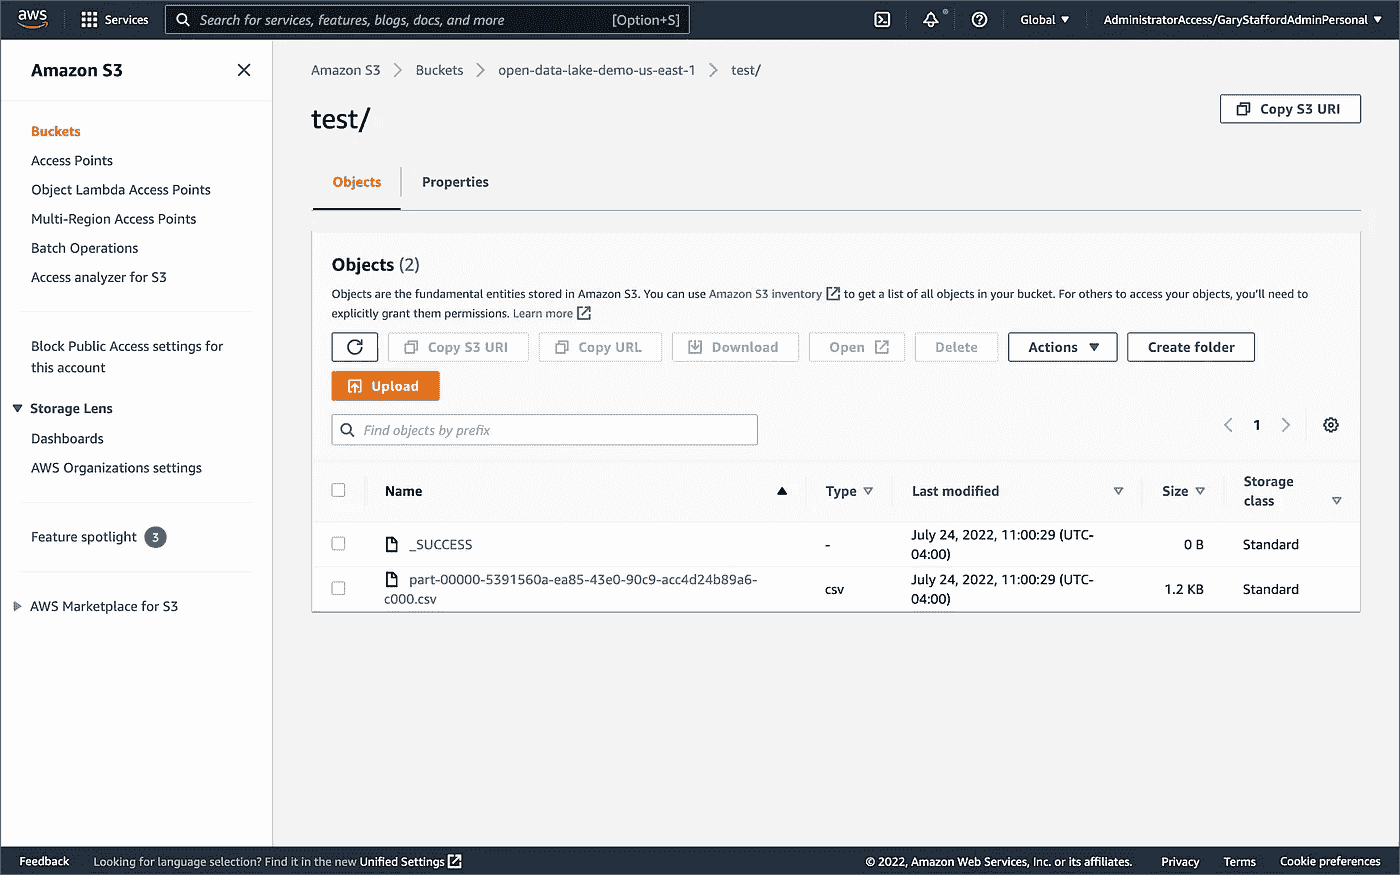 aws
Services
Search for services, features, blogs, docs, and more [Option+S]
Global
AdministratorAccess/GaryStaffordAdminPersonal
Amazon S3
Buckets
Access Points
Object Lambda Access Points
Multi-Region Access Points
Batch Operations
Access analyzer for S3
Block Public Access settings for
this account
Storage Lens
Dashboards
AWS Organizations settings
Feature spotlight 3
AWS Marketplace for S3
Amazon S3 Buckets open-data-lake-demo-us-east-1 test/
test/
Copy S3 URI
Objects Properties
Objects (2)
Objects are the fundamental entities stored in Amazon S3. You can use Amazon S3 inventory to get a list of all objects in your bucket. For others to access your objects, you'll need to
explicitly grant them permissions. Learn more
Copy S3 URI Copy URL Download Open Delete Actions Create folder
Upload
Find objects by prefix
1
Name Type Last modified Size Storage
class
_SUCCESS - July 24, 2022, 11:00:29 (UTC-
04:00) 0 B Standard
part-00000-5391560a-ea85-43e0-90c9-acc4d24b89a6-
c000.csv csv July 24, 2022, 11:00:29 (UTC-
04:00) 1.2 KB Standard
Feedback Looking for language selection? Find it in the new Unified Settings © 2022, Amazon Web Services, Inc. or its affiliates. Privacy Terms Cookie preferences